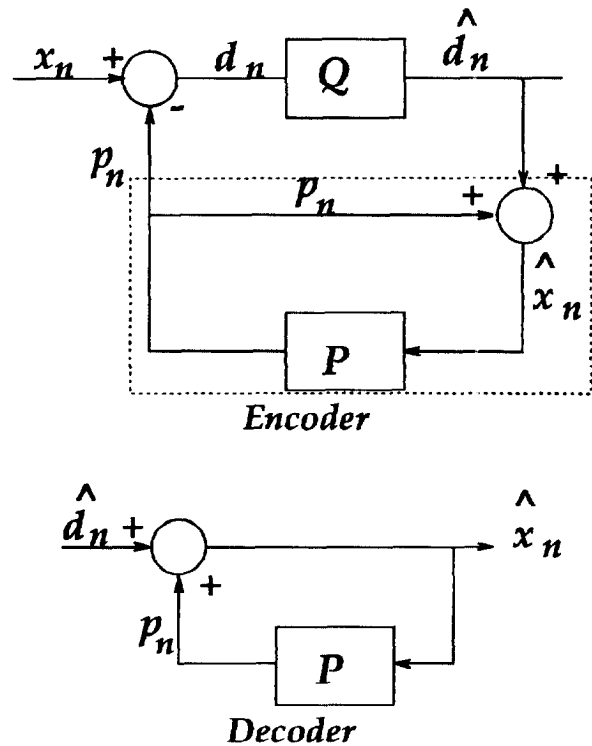 x_n + d_n Q d̂_n
-
p_n
p_n + +
x̂_n
P
Encoder
d̂_n + x̂_n
+
p_n
P
Decoder